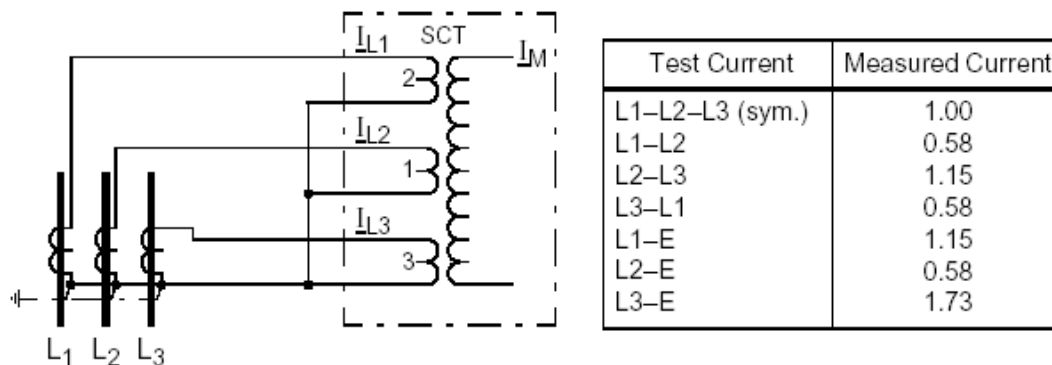 I_L1 SCT I_M
2
I_L2
1
I_L3
3
L1 L2 L3
Test Current Measured Current
L1–L2–L3 (sym.) 1.00
L1–L2 0.58
L2–L3 1.15
L3–L1 0.58
L1–E 1.15
L2–E 0.58
L3–E 1.73